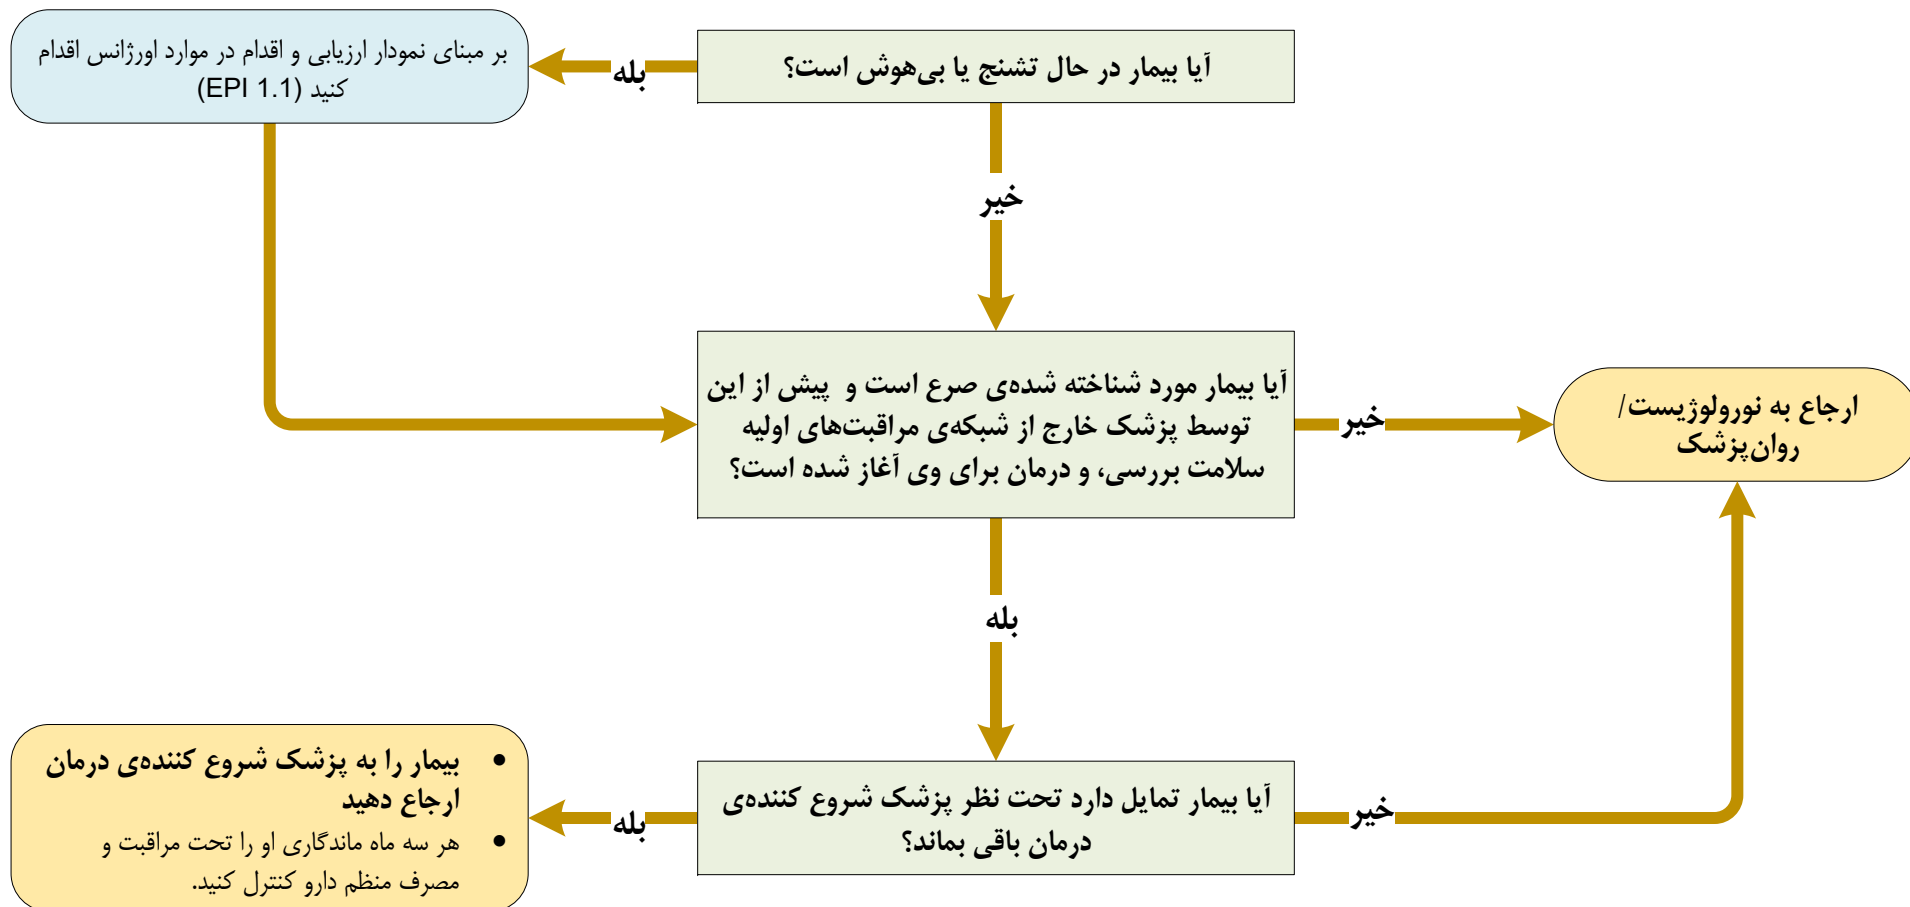 آیا بیمار در حال تشنج یا بی‌هوش است؟
بله
بر مبنای نمودار ارزیابی و اقدام در موارد اورژانس اقدام
کنید (EPI 1.1)
خیر
آیا بیمار مورد شناخته شده‌ی صرع است و پیش از این
توسط پزشک خارج از شبکه‌ی مراقبت‌های اولیه
سلامت بررسی، و درمان برای وی آغاز شده است؟
خیر
ارجاع به نورولوژیست/
روان‌پزشک
بله
آیا بیمار تمایل دارد تحت نظر پزشک شروع کننده‌ی
درمان باقی بماند؟
خیر
بله
• بیمار را به پزشک شروع کننده‌ی درمان
ارجاع دهید
• هر سه ماه ماندگاری او را تحت مراقبت و
مصرف منظم دارو کنترل کنید.